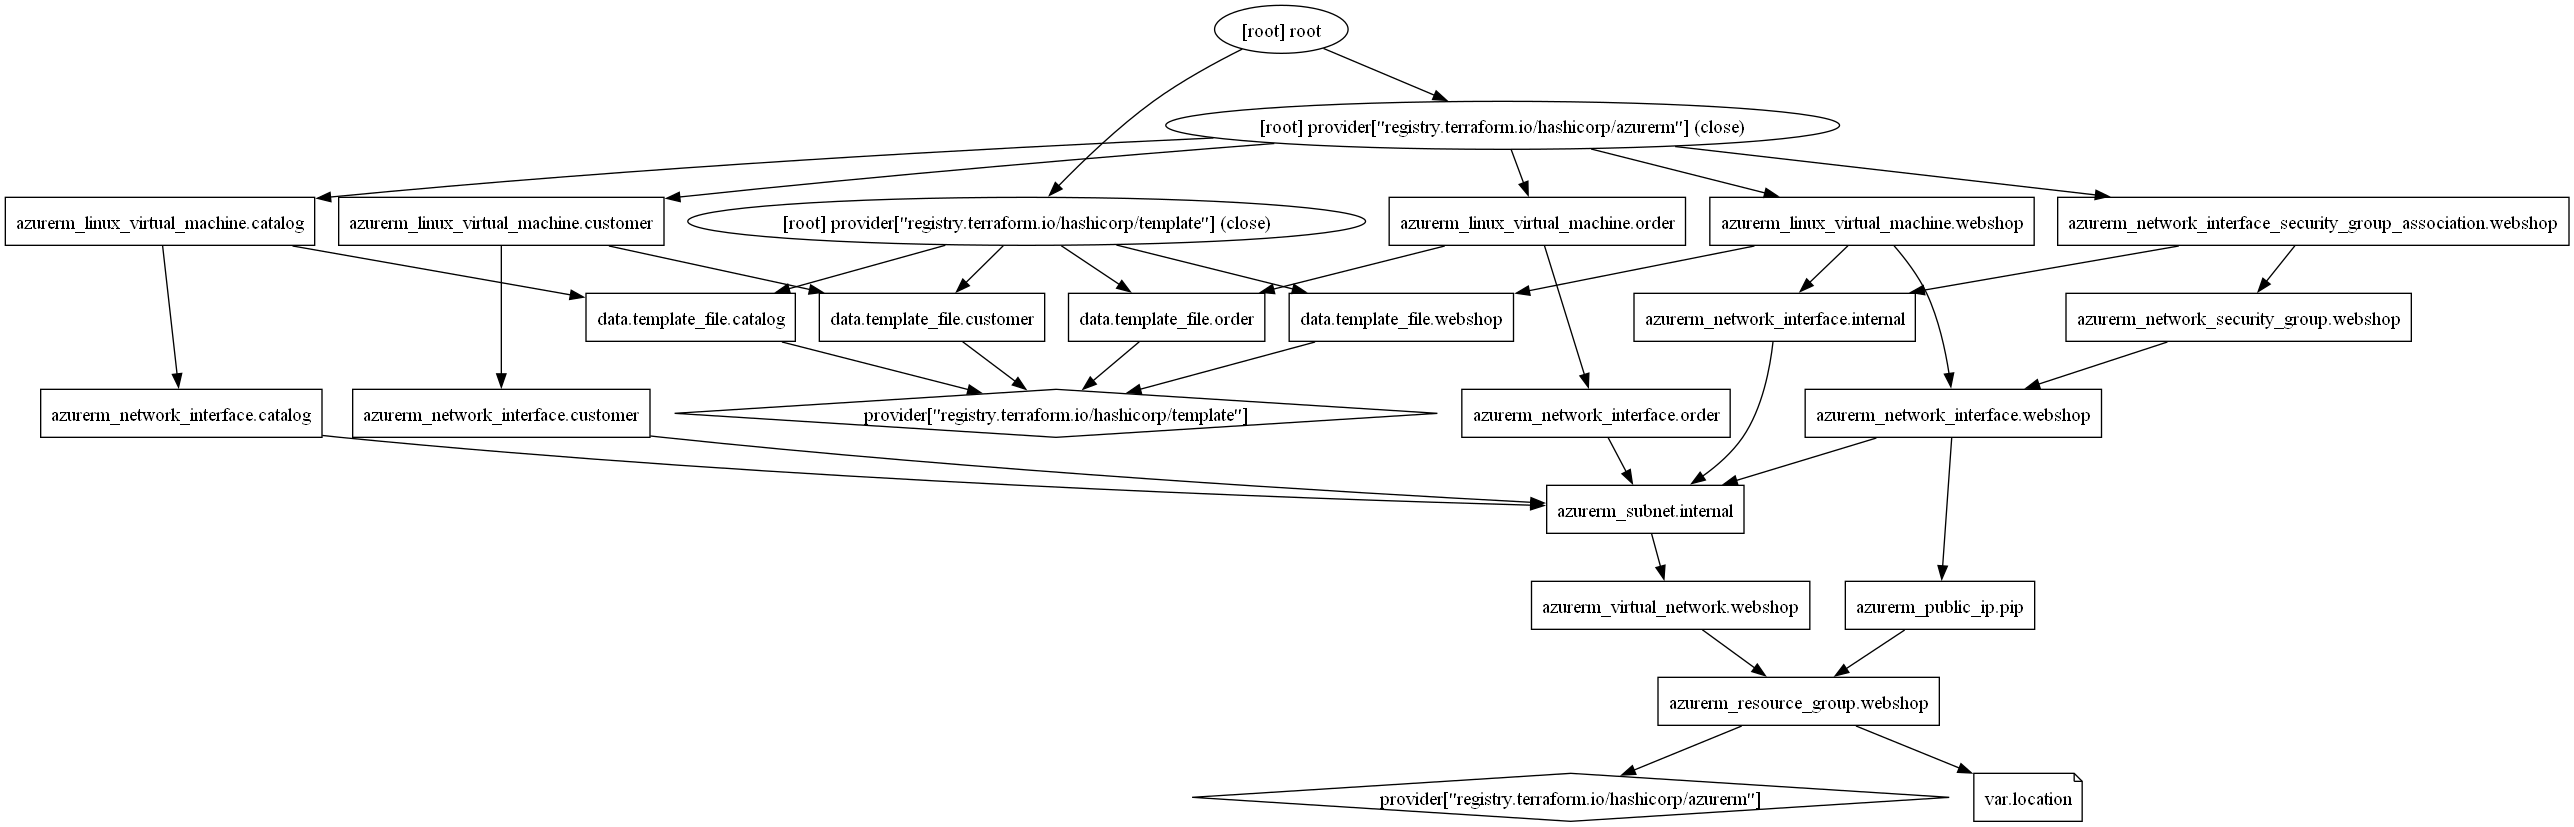 [root] root
[root] provider["registry.terraform.io/hashicorp/azurerm"] (close)
azurerm_linux_virtual_machine.catalog
azurerm_linux_virtual_machine.customer
[root] provider["registry.terraform.io/hashicorp/template"] (close)
azurerm_linux_virtual_machine.order
azurerm_linux_virtual_machine.webshop
azurerm_network_interface_security_group_association.webshop
data.template_file.catalog
data.template_file.customer
data.template_file.order
data.template_file.webshop
azurerm_network_interface.internal
azurerm_network_security_group.webshop
azurerm_network_interface.catalog
azurerm_network_interface.customer
provider["registry.terraform.io/hashicorp/template"]
azurerm_network_interface.order
azurerm_network_interface.webshop
azurerm_subnet.internal
azurerm_virtual_network.webshop
azurerm_public_ip.pip
azurerm_resource_group.webshop
provider["registry.terraform.io/hashicorp/azurerm"]
var.location